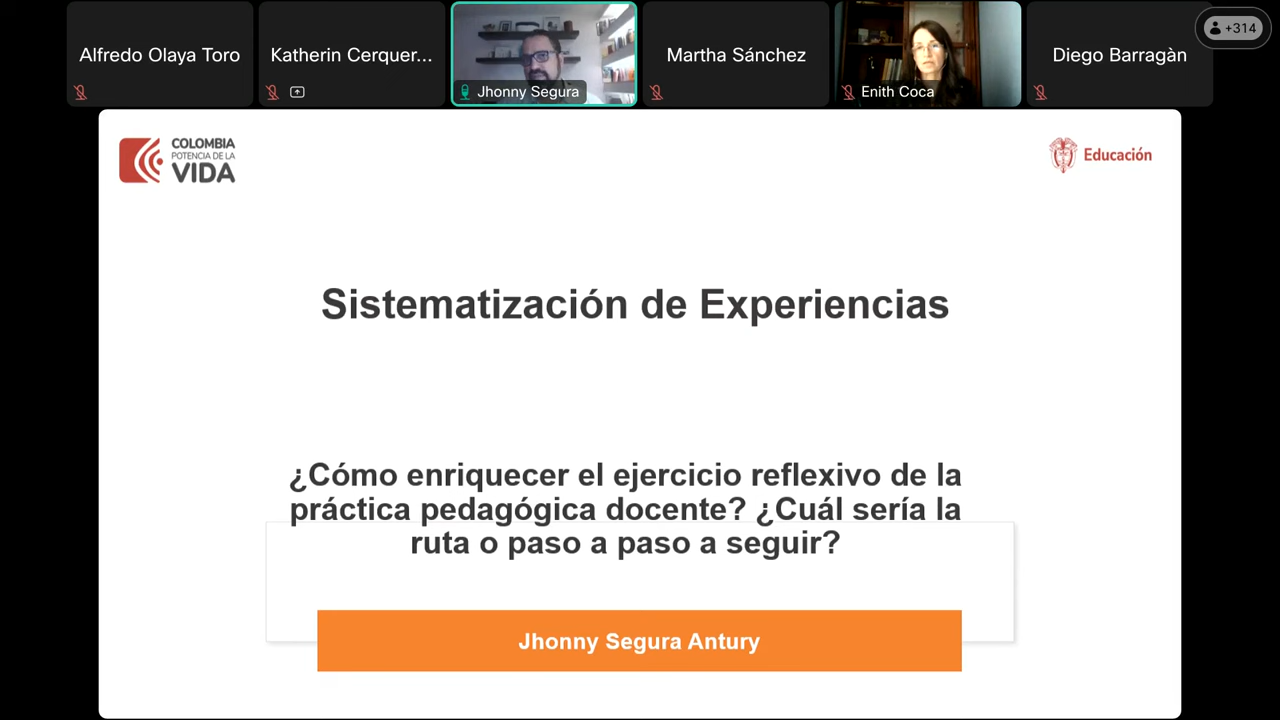 Alfredo Olaya Toro
Katherin Cerquer...
Jhonny Segura
Martha Sánchez
Enith Coca
Diego Barragàn
+314
COLOMBIA
POTENCIA DE LA
VIDA
Educación
Sistematización de Experiencias
¿Cómo enriquecer el ejercicio reflexivo de la
práctica pedagógica docente? ¿Cuál sería la
ruta o paso a paso a seguir?
Jhonny Segura Antury